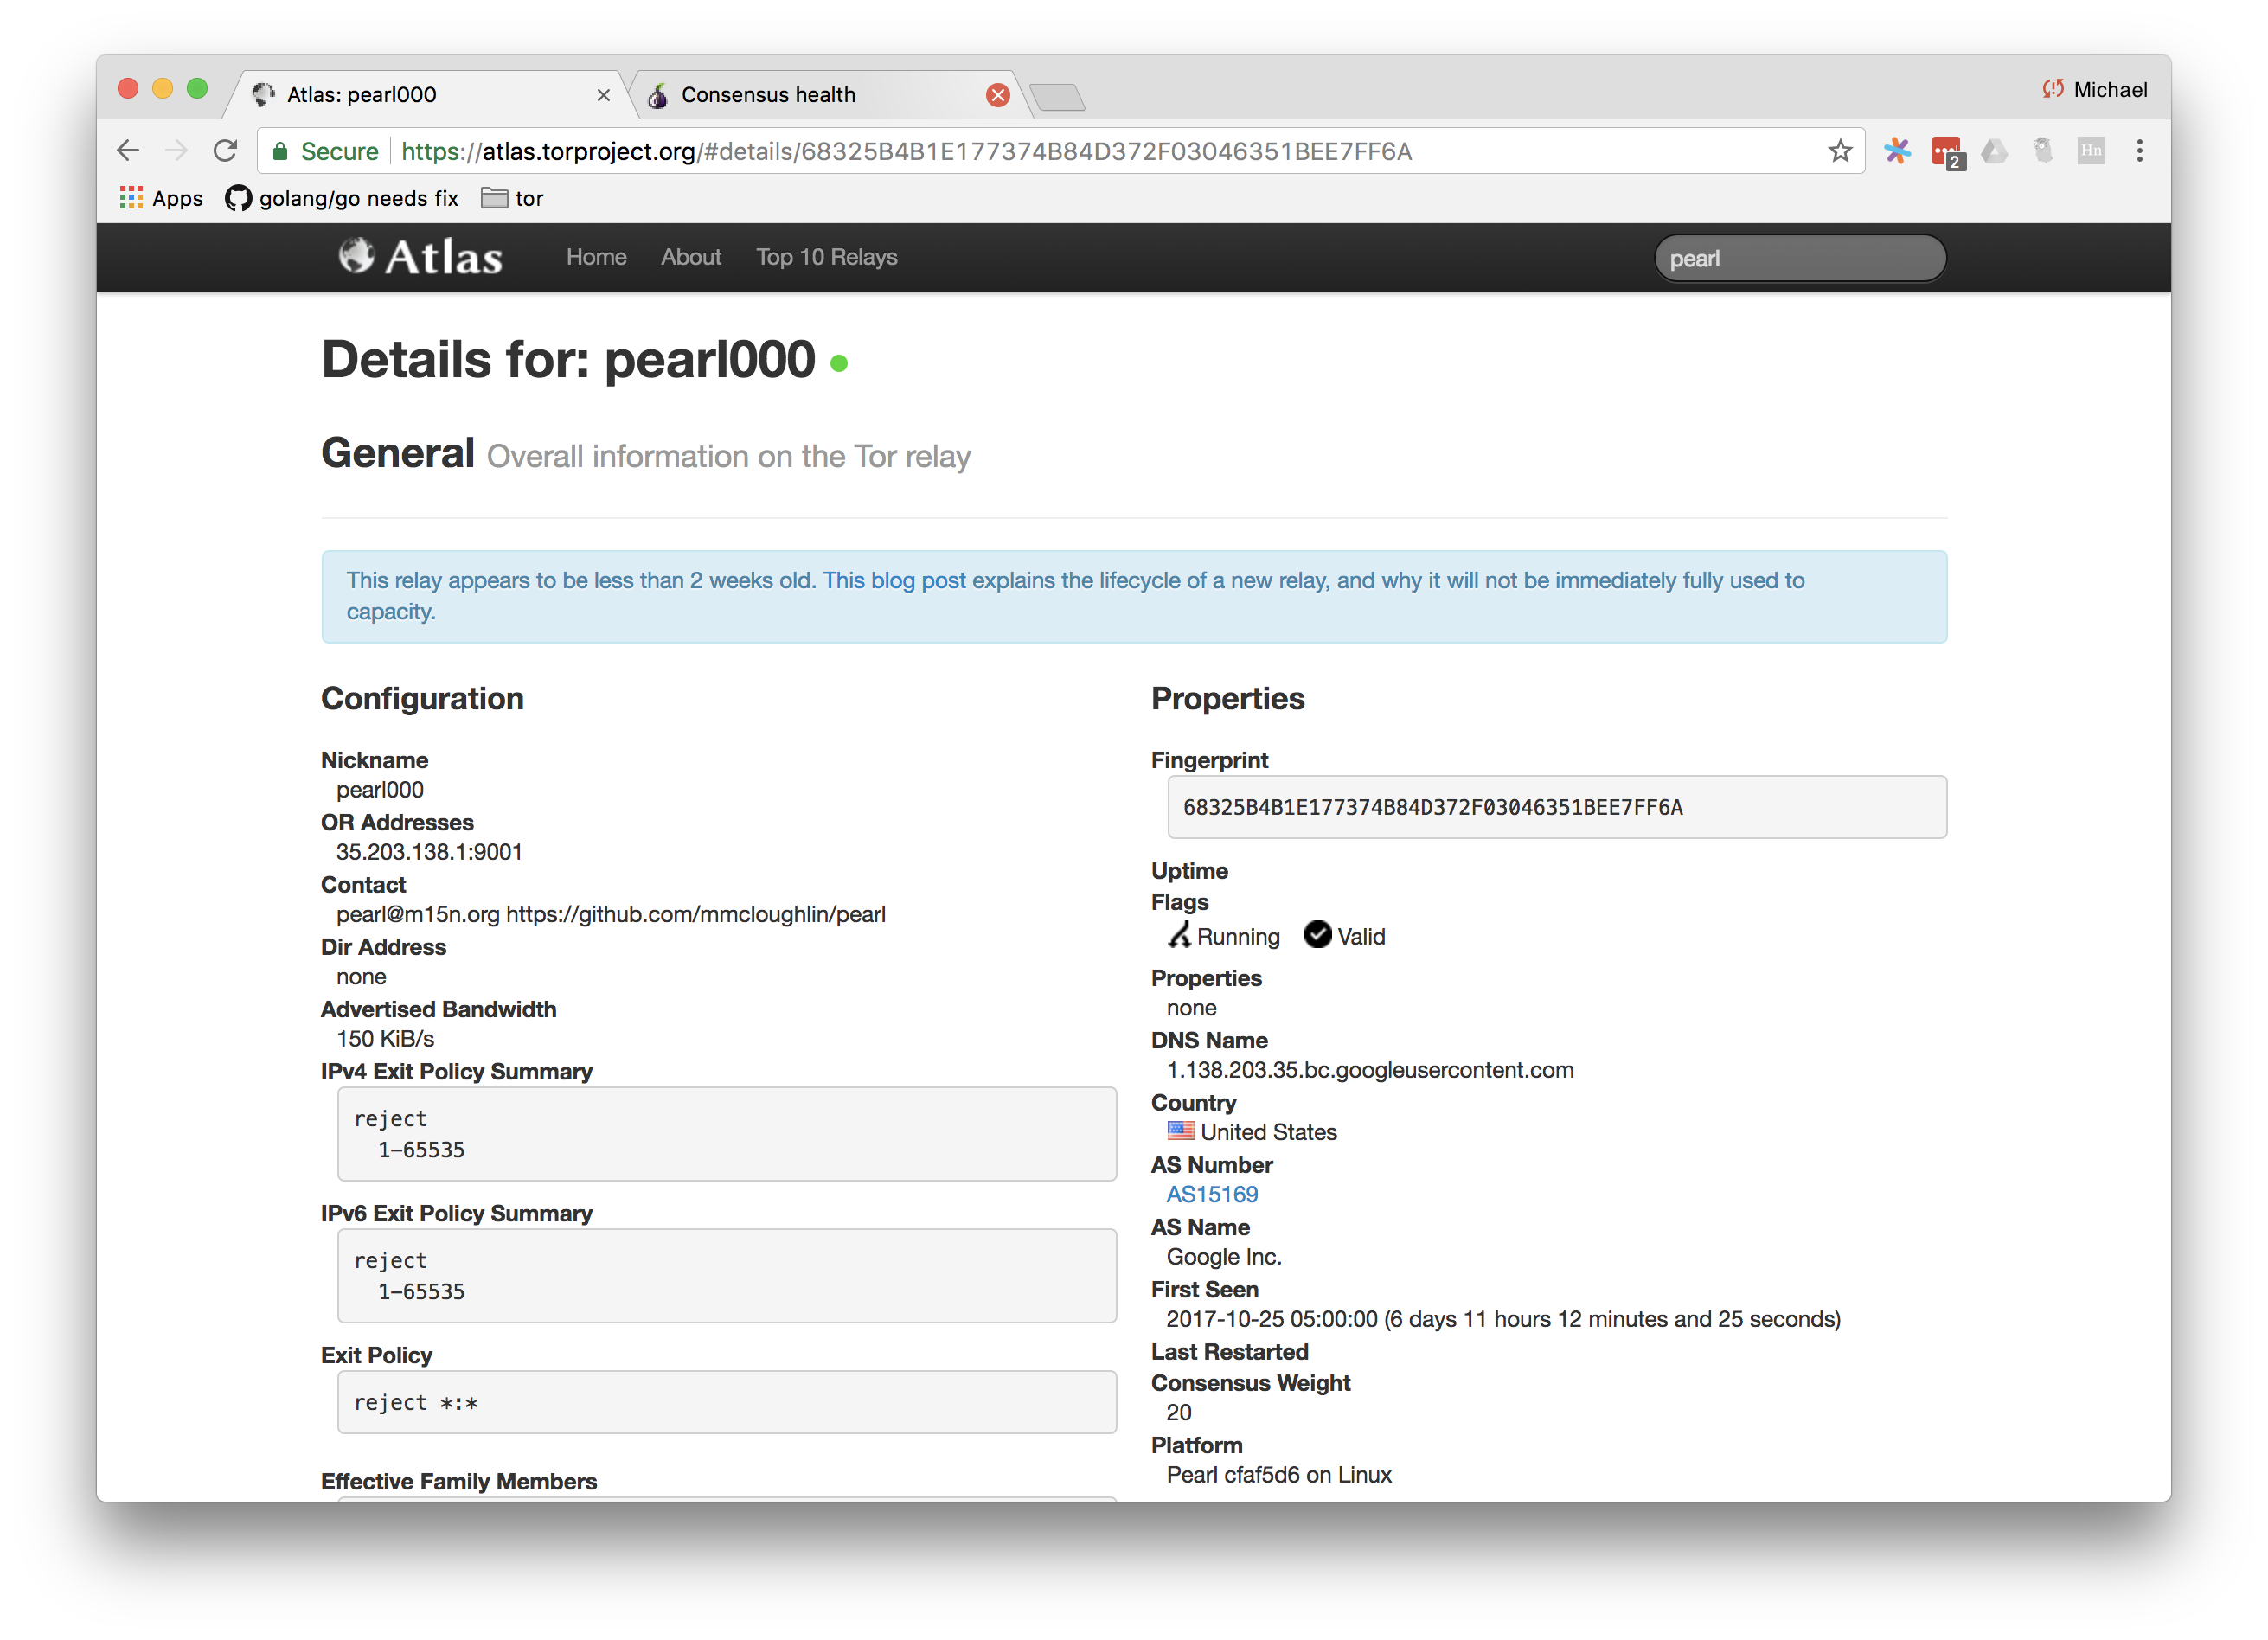 Atlas: pearl000
Consensus health
Michael
Secure https://atlas.torproject.org/#details/68325B4B1E177374B84D372F03046351BEE7FF6A
2
Hn
Apps
golang/go needs fix
tor
Atlas
Home
About
Top 10 Relays
pearl
Details for: pearl000
General Overall information on the Tor relay
This relay appears to be less than 2 weeks old. This blog post explains the lifecycle of a new relay, and why it will not be immediately fully used to
capacity.
Configuration
Nickname
pearl000
OR Addresses
35.203.138.1:9001
Contact
pearl@m15n.org https://github.com/mmcloughlin/pearl
Dir Address
none
Advertised Bandwidth
150 KiB/s
IPv4 Exit Policy Summary
reject
1-65535
IPv6 Exit Policy Summary
reject
1-65535
Exit Policy
reject *:*
Effective Family Members
Properties
Fingerprint
68325B4B1E177374B84D372F03046351BEE7FF6A
Uptime
Flags
Running Valid
Properties
none
DNS Name
1.138.203.35.bc.googleusercontent.com
Country
United States
AS Number
AS15169
AS Name
Google Inc.
First Seen
2017-10-25 05:00:00 (6 days 11 hours 12 minutes and 25 seconds)
Last Restarted
Consensus Weight
20
Platform
Pearl cfaf5d6 on Linux